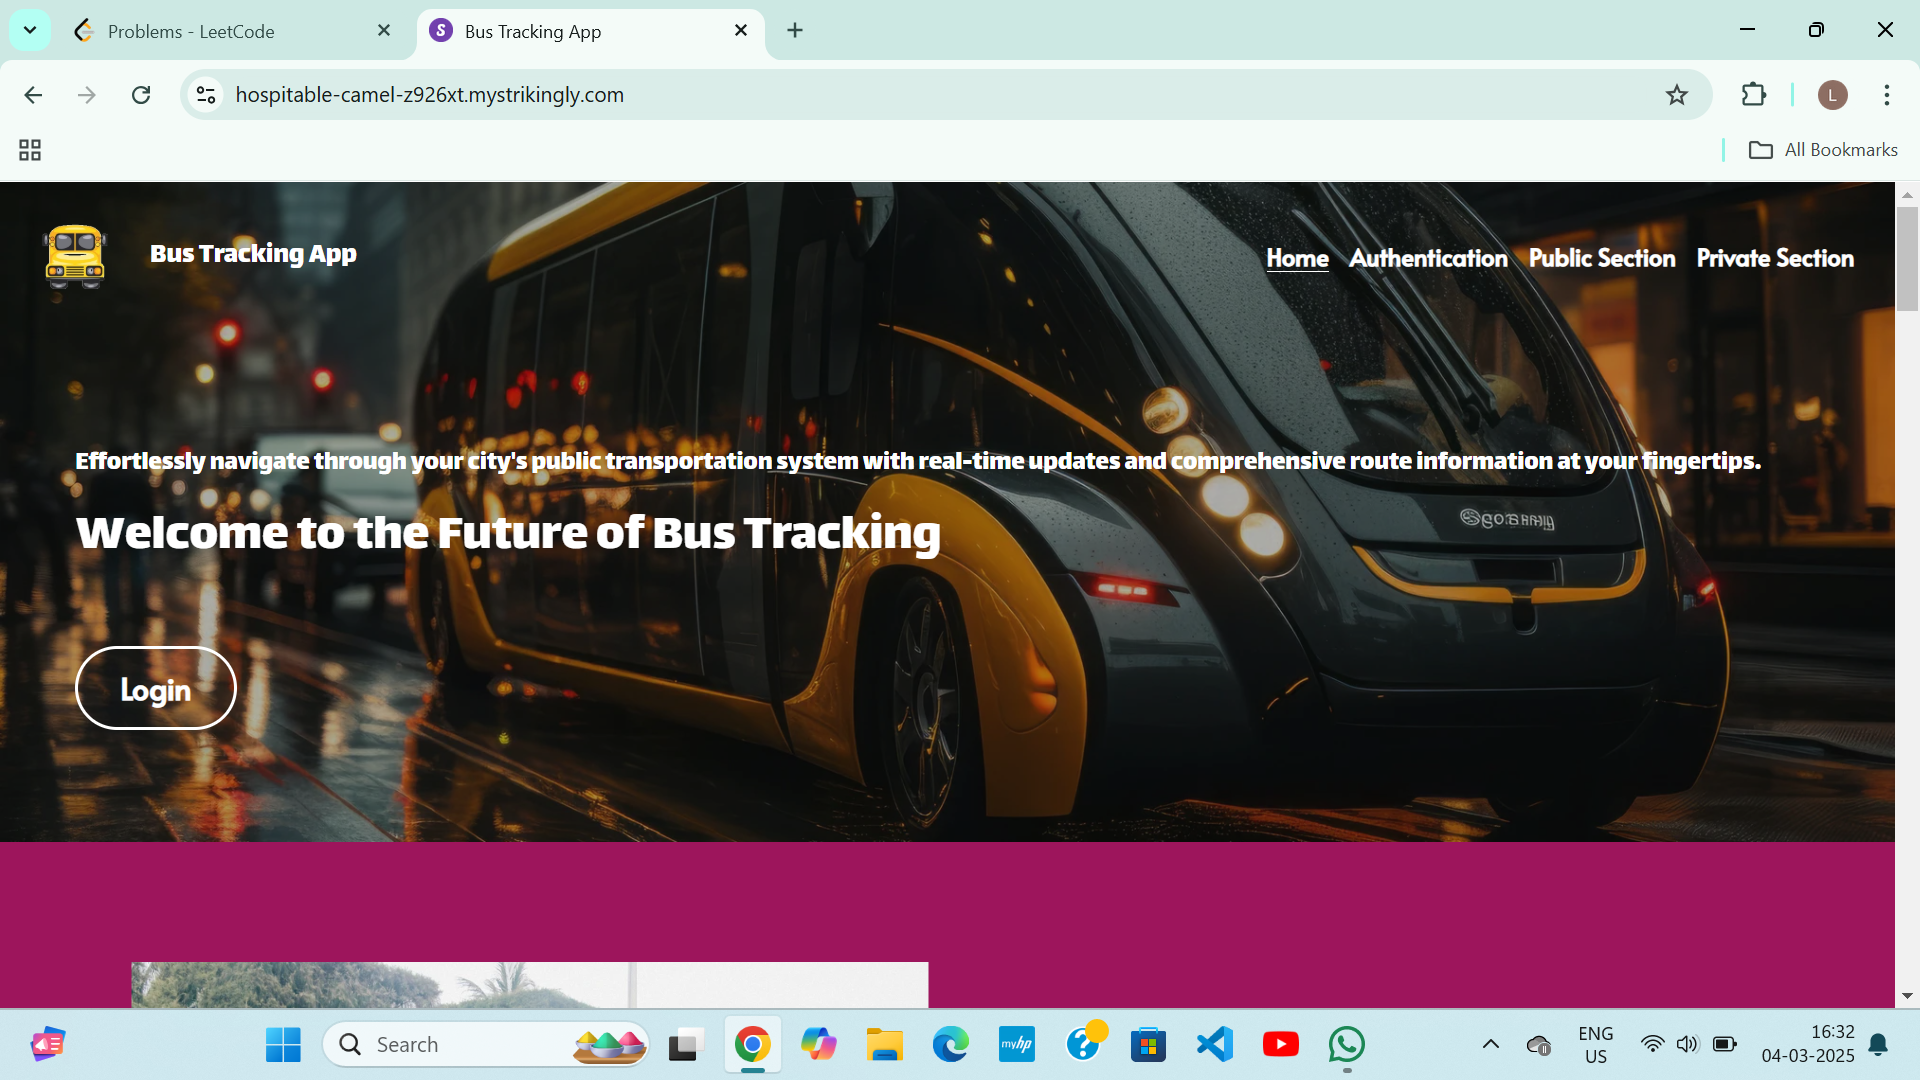 Problems - LeetCode
Bus Tracking App
hospitable-camel-z926xt.mystrikingly.com
L
All Bookmarks
Bus Tracking App
Home Authentication Public Section Private Section
Effortlessly navigate through your city's public transportation system with real-time updates and comprehensive route information at your fingertips.
Welcome to the Future of Bus Tracking
Login
Search
myhp
ENG
US
16:32
04-03-2025